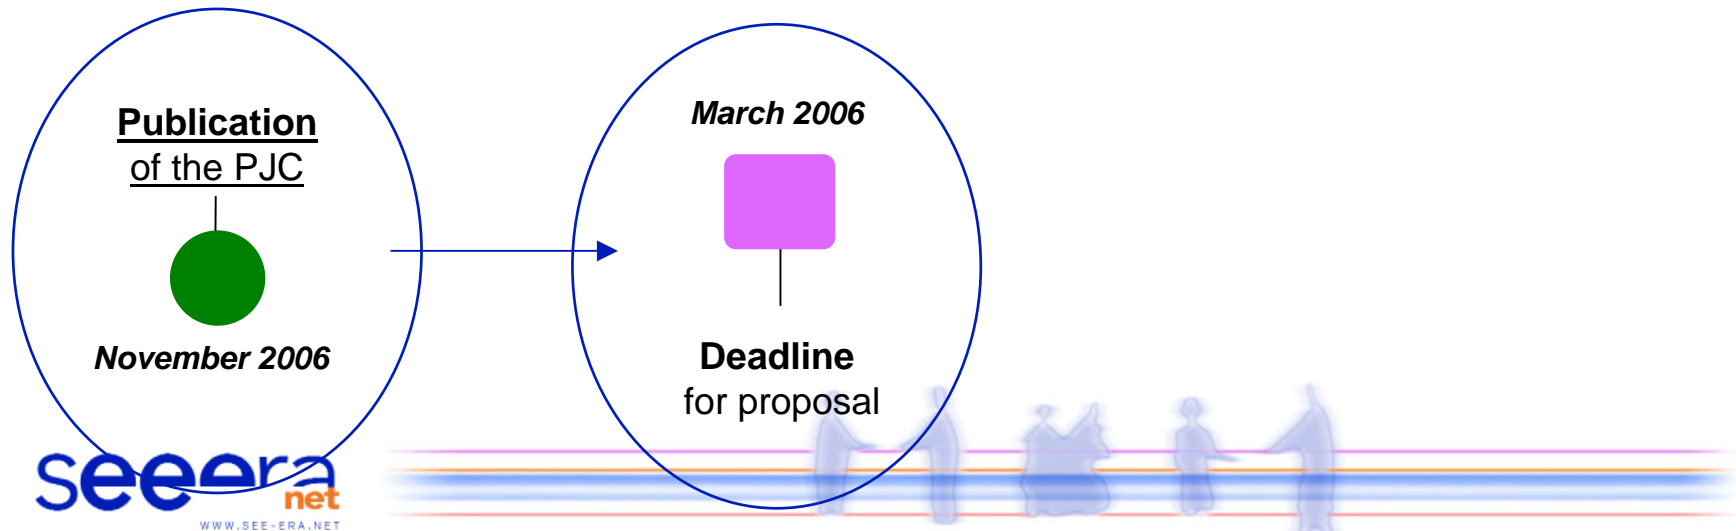 Publication
of the PJC
November 2006
March 2006
Deadline
for proposal
seeera
net
WWW.SEE-ERA.NET